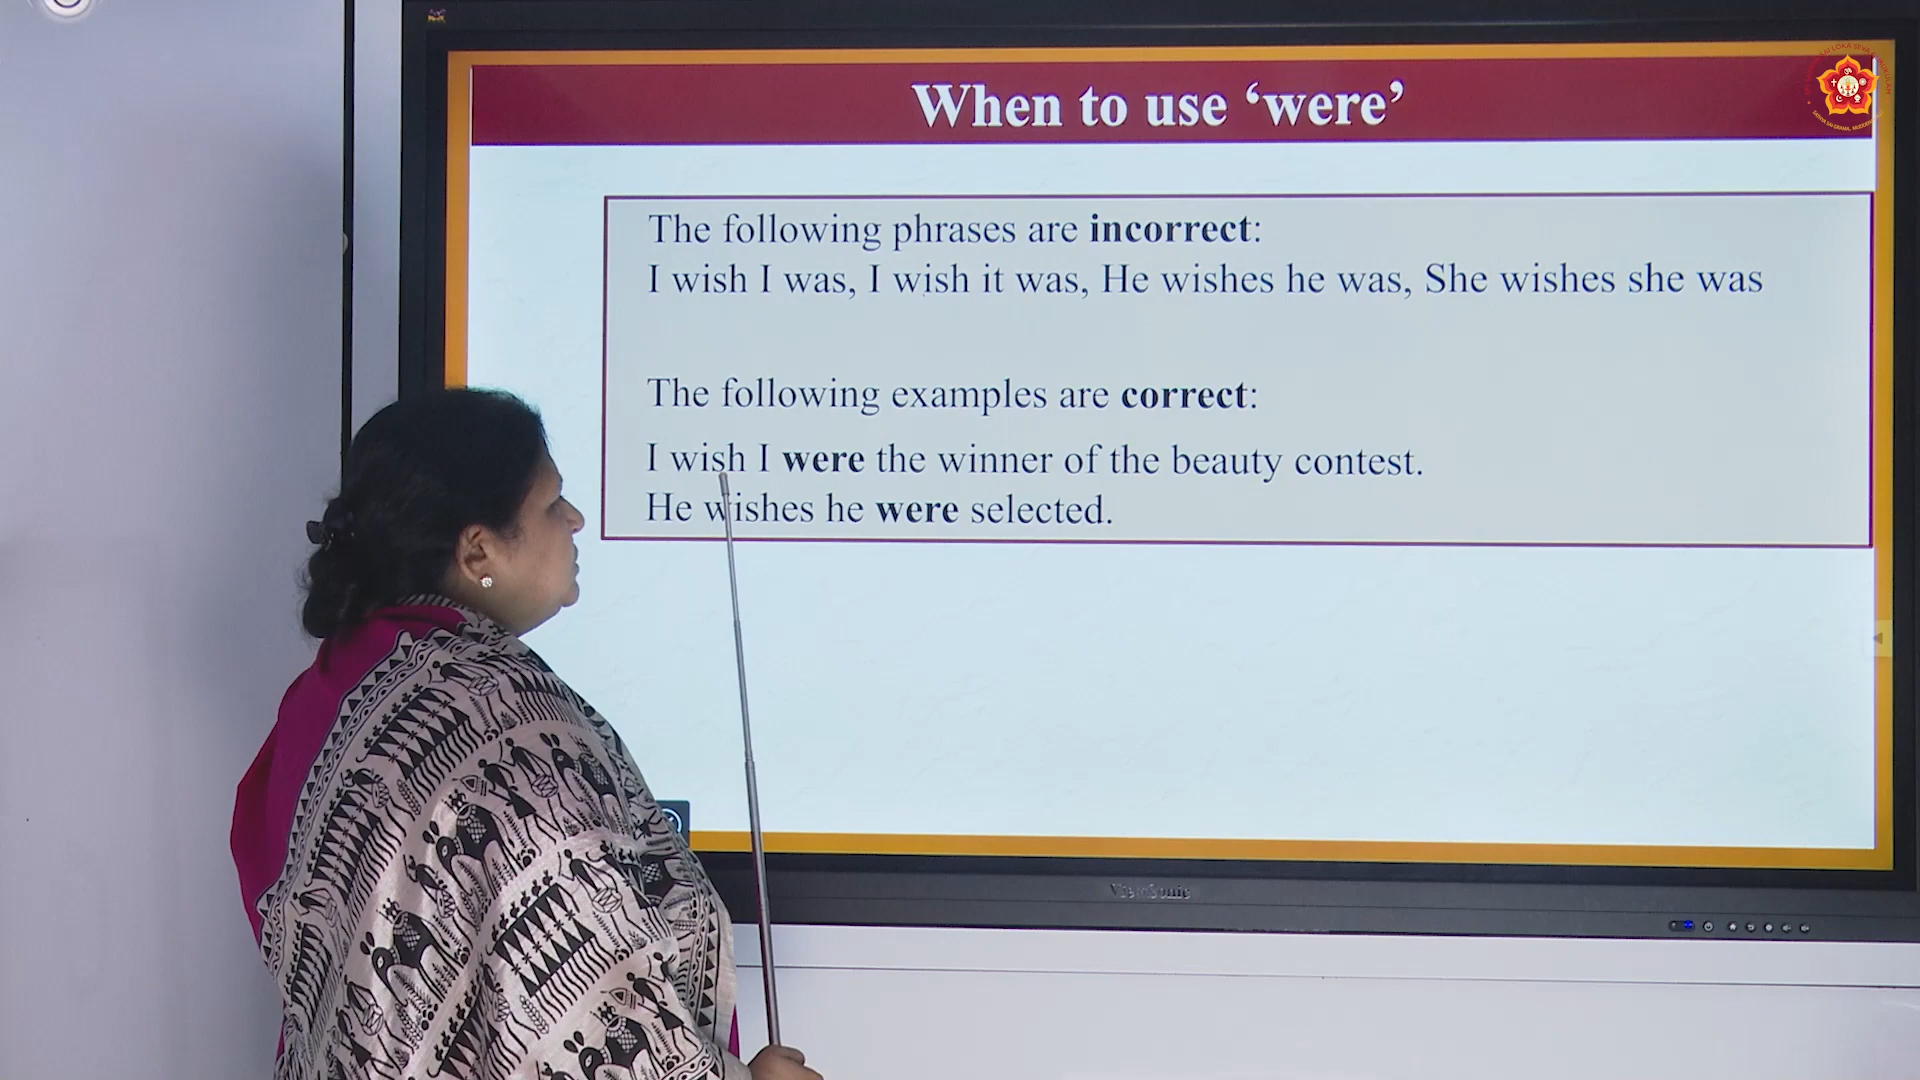 When to use ‘were’
The following phrases are incorrect:
I wish I was, I wish it was, He wishes he was, She wishes she was
The following examples are correct:
I wish I were the winner of the beauty contest.
He wishes he were selected.
ViewSonic